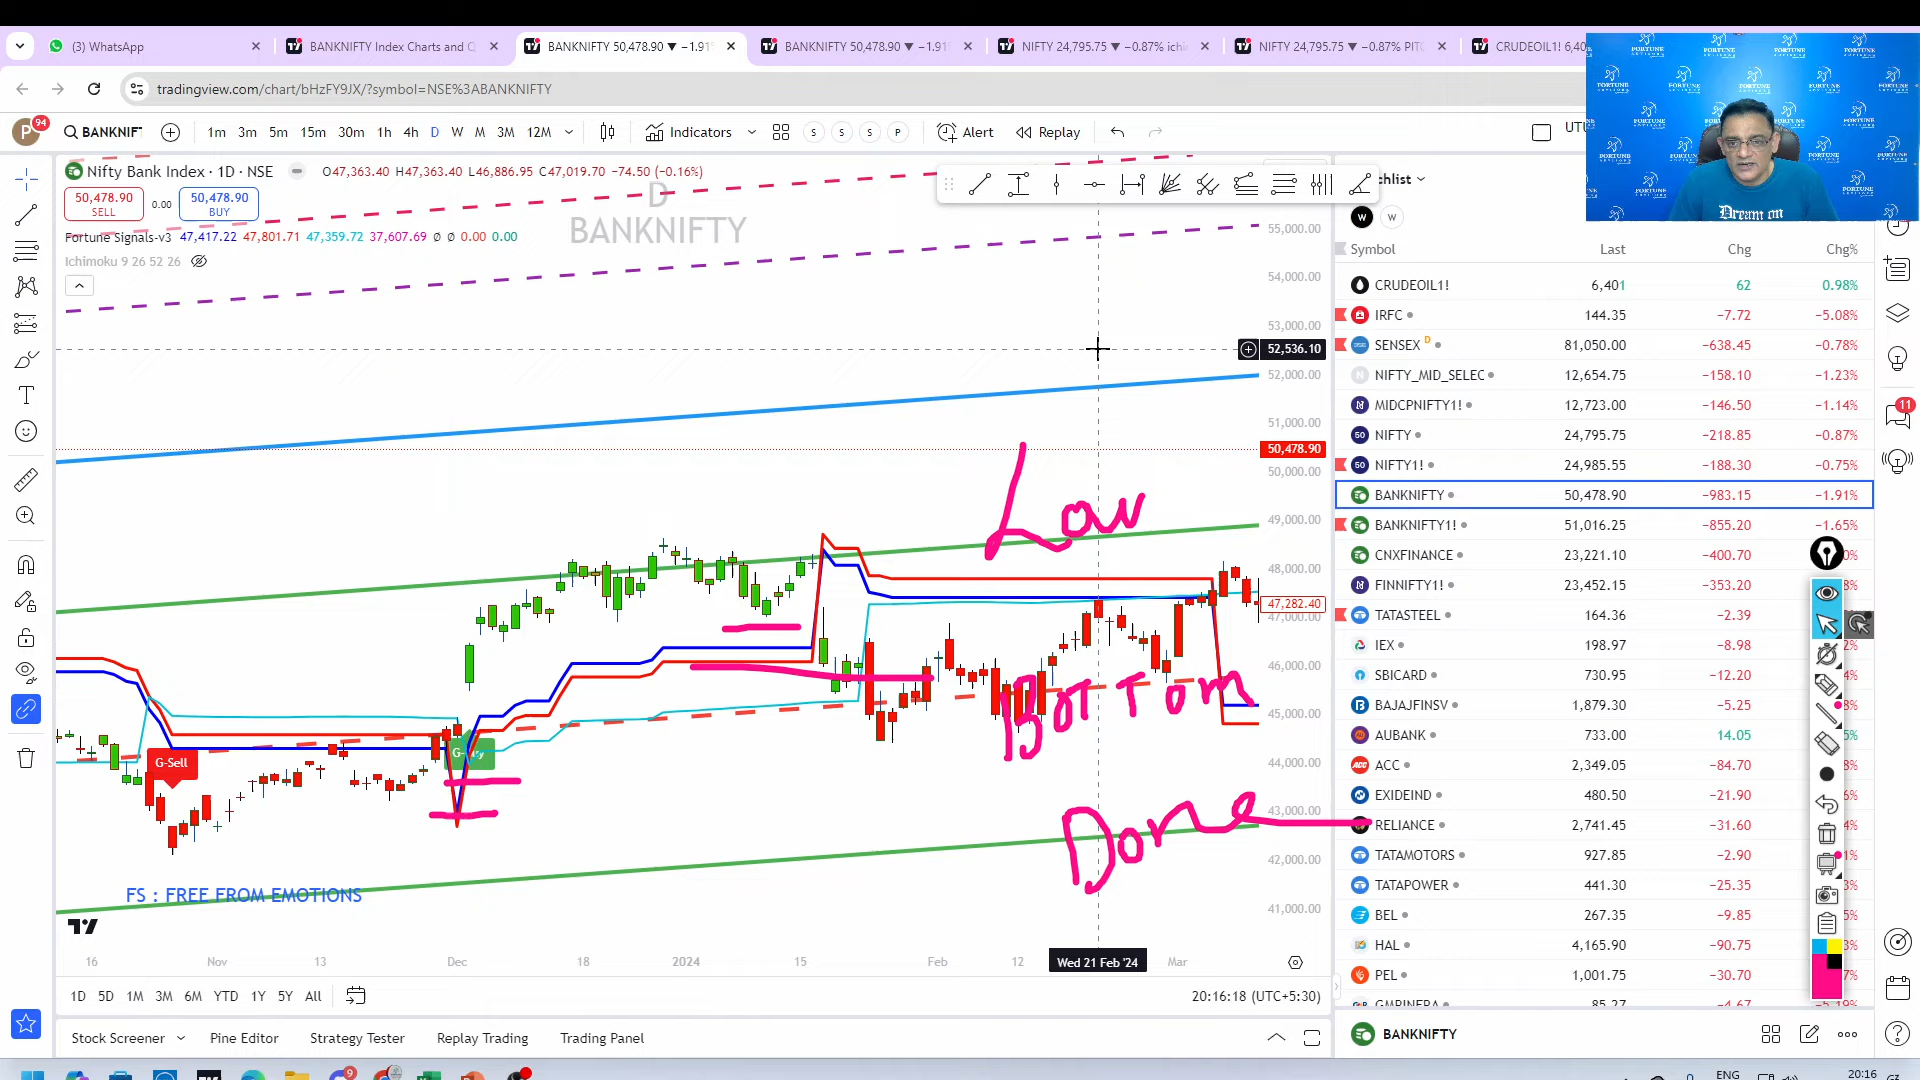 (3) WhatsApp
BANKNIFTY Index Charts and Q
BANKNIFTY 50,478.90 ▼ −1.91%
BANKNIFTY 50,478.90 ▼ −1.91%
NIFTY 24,795.75 ▼ −0.87% ichi
NIFTY 24,795.75 ▼ −0.87% PITC
CRUDEOIL1! 6,40
tradingview.com/chart/bHzFY9JX/?symbol=NSE%3ABANKNIFTY
P 94 BANKNIF 1m 3m 5m 15m 30m 1h 4h D W M 3M 12M Indicators S S S P Alert Replay
Nifty Bank Index · 1D · NSE O47,363.40 H47,363.40 L46,886.95 C47,019.70 −74.50 (−0.16%)
50,478.90 SELL 0.00 50,478.90 BUY
Fortune Signals-v3 47,417.22 47,801.71 47,359.72 37,607.69 Ø Ø 0.00 0.00
Ichimoku 9 26 52 26
D
BANKNIFTY
FORTUNE
Dream on
55,000.00
54,000.00
53,000.00
52,536.10
52,000.00
51,000.00
50,478.90
50,000.00
49,000.00
48,000.00
47,282.40
47,000.00
46,000.00
45,000.00
44,000.00
43,000.00
42,000.00
41,000.00
Low
Bottom
Done
G-Sell
FS : FREE FROM EMOTIONS
16 Nov 13 Dec 18 2024 15 Feb 12 Wed 21 Feb '24 Mar
1D 5D 1M 3M 6M YTD 1Y 5Y All 20:16:18 (UTC+5:30)
Stock Screener Pine Editor Strategy Tester Replay Trading Trading Panel
chlist
W W
Symbol Last Chg Chg%
CRUDEOIL1! 6,401 62 0.98%
IRFC 144.35 −7.72 −5.08%
SENSEX D 81,050.00 −638.45 −0.78%
NIFTY_MID_SELEC 12,654.75 −158.10 −1.23%
MIDCPNIFTY1! 12,723.00 −146.50 −1.14%
NIFTY 24,795.75 −218.85 −0.87%
NIFTY1! 24,985.55 −188.30 −0.75%
BANKNIFTY 50,478.90 −983.15 −1.91%
BANKNIFTY1! 51,016.25 −855.20 −1.65%
CNXFINANCE 23,221.10 −400.70
FINNIFTY1! 23,452.15 −353.20
TATASTEEL 164.36 −2.39
IEX 198.97 −8.98
SBICARD 730.95 −12.20
BAJAJFINSV 1,879.30 −5.25
AUBANK 733.00 14.05
ACC 2,349.05 −84.70
EXIDEIND 480.50 −21.90
RELIANCE 2,741.45 −31.60
TATAMOTORS 927.85 −2.90
TATAPOWER 441.30 −25.35
BEL 267.35 −9.85
HAL 4,165.90 −90.75
PEL 1,001.75 −30.70
BANKNIFTY
11
ENG 20:16